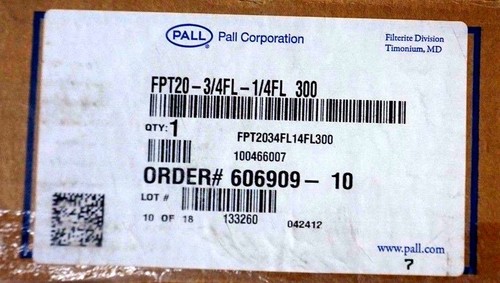 PALL Pall Corporation
Filterite Division
Timonium, MD
FPT20-3/4FL-1/4FL 300
QTY: 1
FPT2034FL14FL300
100466007
ORDER# 606909- 10
LOT #
10 OF 18 133260 042412
www.pall.com
7